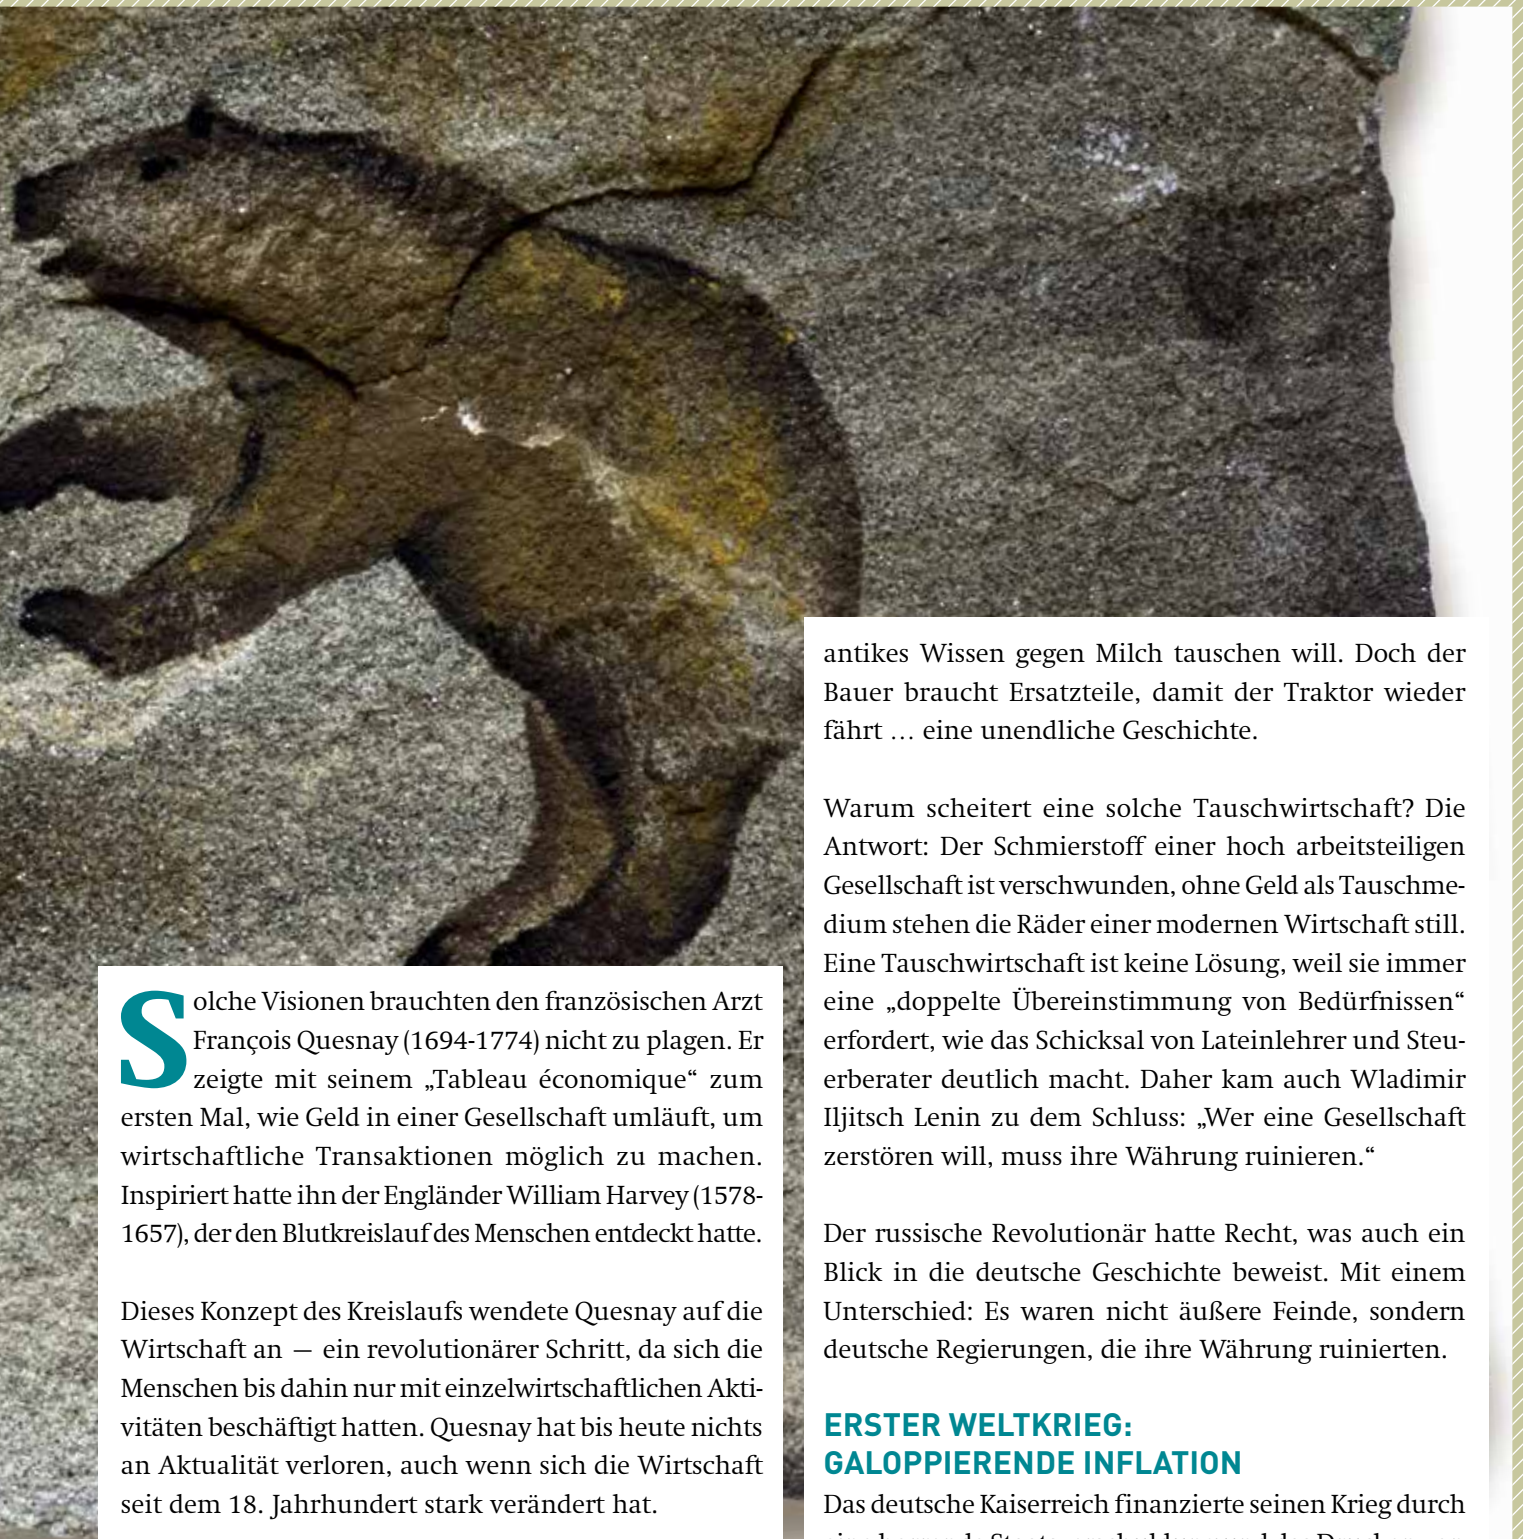 Solche Visionen brauchten den französischen Arzt
François Quesnay (1694-1774) nicht zu plagen. Er
zeigte mit seinem „Tableau économique“ zum
ersten Mal, wie Geld in einer Gesellschaft umläuft, um
wirtschaftliche Transaktionen möglich zu machen.
Inspiriert hatte ihn der Engländer William Harvey (1578-
1657), der den Blutkreislauf des Menschen entdeckt hatte.

Dieses Konzept des Kreislaufs wendete Quesnay auf die
Wirtschaft an — ein revolutionärer Schritt, da sich die
Menschen bis dahin nur mit einzelwirtschaftlichen Akti-
vitäten beschäftigt hatten. Quesnay hat bis heute nichts
an Aktualität verloren, auch wenn sich die Wirtschaft
seit dem 18. Jahrhundert stark verändert hat.

antikes Wissen gegen Milch tauschen will. Doch der
Bauer braucht Ersatzteile, damit der Traktor wieder
fährt … eine unendliche Geschichte.

Warum scheitert eine solche Tauschwirtschaft? Die
Antwort: Der Schmierstoff einer hoch arbeitsteiligen
Gesellschaft ist verschwunden, ohne Geld als Tauschme-
dium stehen die Räder einer modernen Wirtschaft still.
Eine Tauschwirtschaft ist keine Lösung, weil sie immer
eine „doppelte Übereinstimmung von Bedürfnissen“
erfordert, wie das Schicksal von Lateinlehrer und Steu-
erberater deutlich macht. Daher kam auch Wladimir
Iljitsch Lenin zu dem Schluss: „Wer eine Gesellschaft
zerstören will, muss ihre Währung ruinieren.“

Der russische Revolutionär hatte Recht, was auch ein
Blick in die deutsche Geschichte beweist. Mit einem
Unterschied: Es waren nicht äußere Feinde, sondern
deutsche Regierungen, die ihre Währung ruinierten.

ERSTER WELTKRIEG:
GALOPPIERENDE INFLATION
Das deutsche Kaiserreich finanzierte seinen Krieg durch